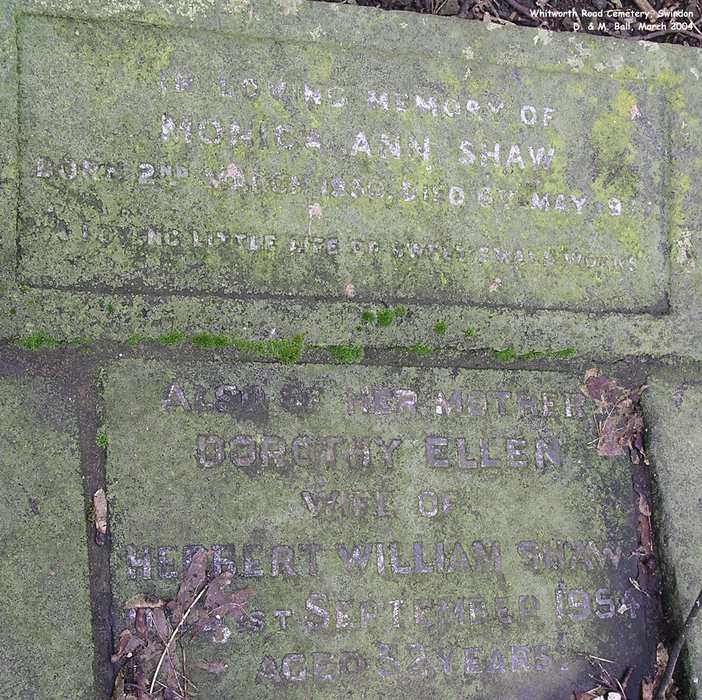 Whitworth Road Cemetery, Swindon
D. & M. Ball, March 2004
IN LOVING MEMORY OF
MONICA ANN SHAW
BORN 2ND MARCH 1930, DIED 6TH MAY
LOVING LITTLE LIFE OF SWEET SMALL WORKS
ALSO OF HER MOTHER
DOROTHY ELLEN
WIFE OF
HERBERT WILLIAM SHAW
SEPTEMBER 1954
AGED YEARS